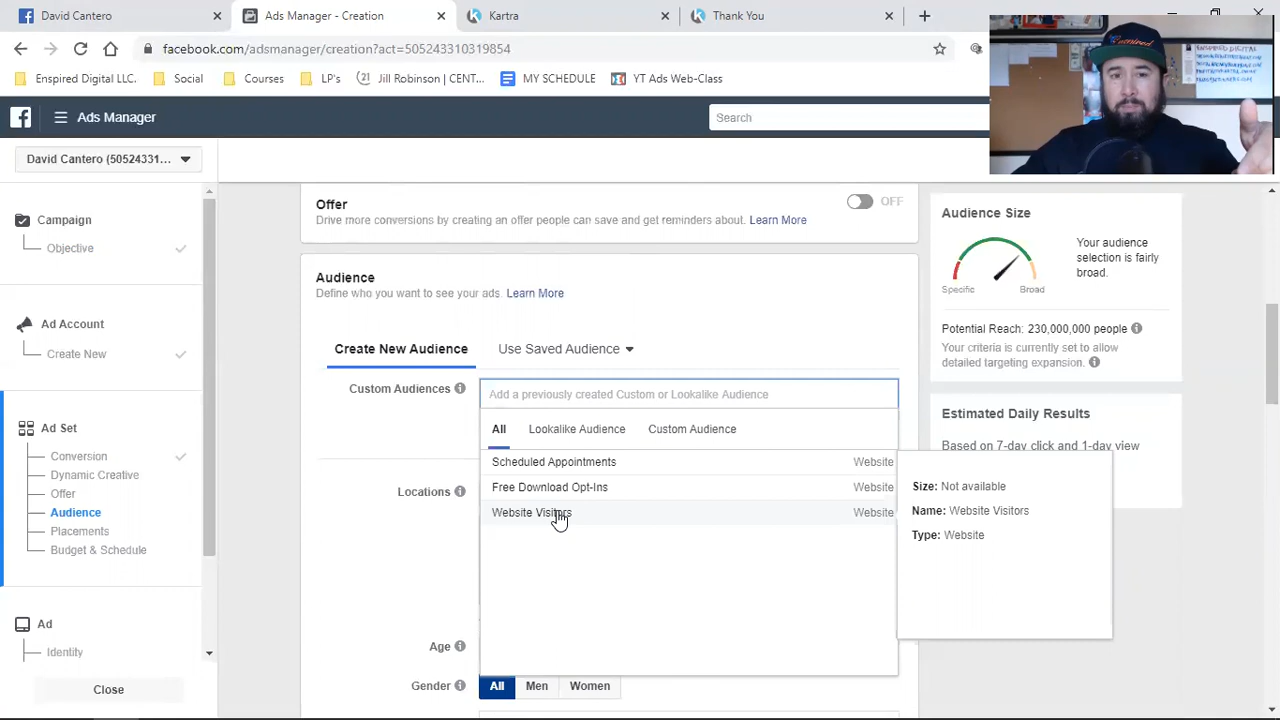 David Cantero
Ads Manager - Creation
Kartra
Thank You
facebook.com/adsmanager/creation?act=505243310319854
Inspired Digital LLC.
Social
Courses
LP's
Jill Robinson | CENT...
SCHEDULE
YT Ads Web-Class
Ads Manager
Search
David Cantero (5052433​1...
Campaign
Objective
Ad Account
Create New
Ad Set
Conversion
Dynamic Creative
Offer
Audience
Placements
Budget & Schedule
Ad
Identity
Close
Offer
OFF
Drive more conversions by creating an offer people can save and get reminders about. Learn More
Audience
Define who you want to see your ads. Learn More
Create New Audience
Use Saved Audience
Custom Audiences
Add a previously created Custom or Lookalike Audience
All
Lookalike Audience
Custom Audience
Scheduled Appointments
Website
Free Download Opt-Ins
Website
Website Visitors
Website
Locations
Age
Gender
All
Men
Women
Audience Size
Your audience
selection is fairly
broad.
Specific
Broad
Potential Reach: 230,000,000 people
Your criteria is currently set to allow
detailed targeting expansion.
Estimated Daily Results
Based on 7-day click and 1-day view
Size: Not available
Name: Website Visitors
Type: Website